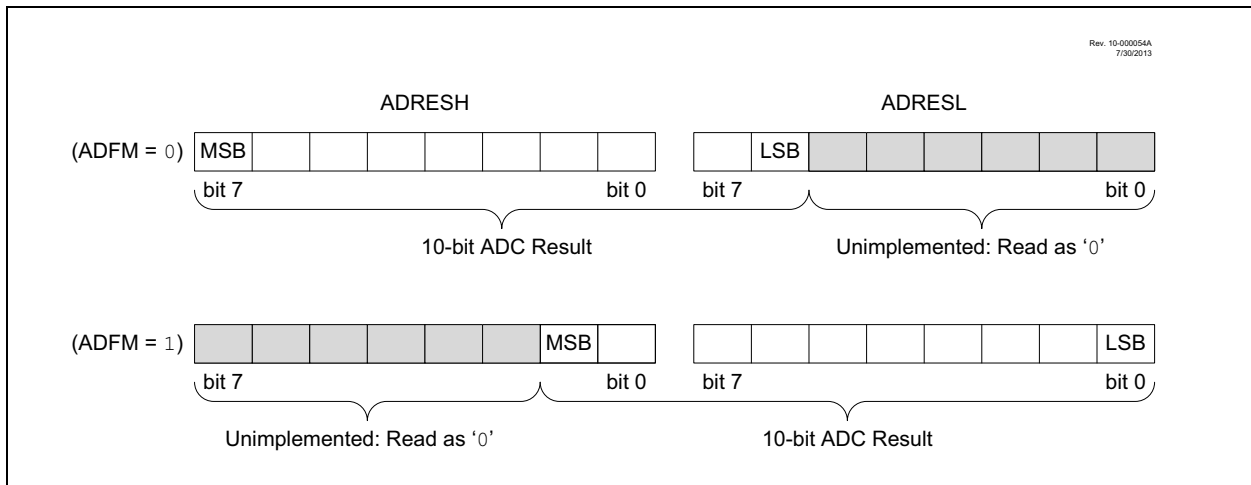 Rev. 10-000054A
7/30/2013
ADRESH ADRESL
(ADFM = 0) MSB LSB
bit 7 bit 0 bit 7 bit 0
10-bit ADC Result Unimplemented: Read as ‘0’
(ADFM = 1) MSB LSB
bit 7 bit 0 bit 7 bit 0
Unimplemented: Read as ‘0’ 10-bit ADC Result